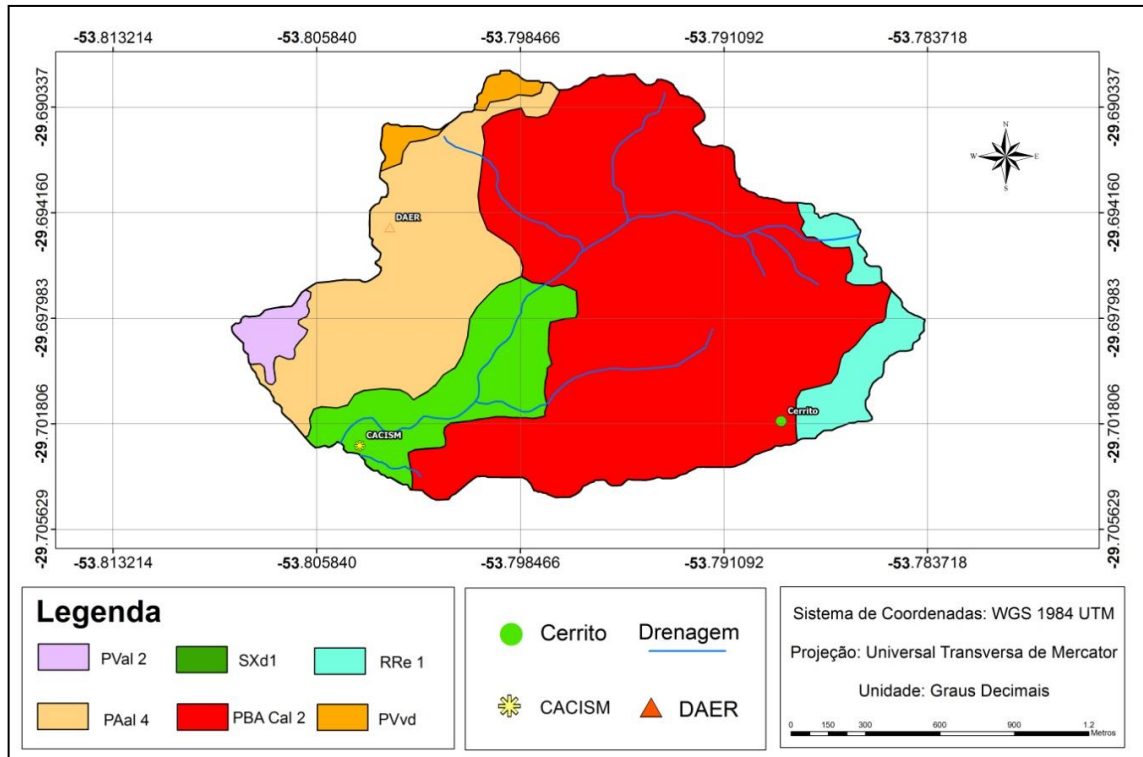 -53.813214 -53.805840 -53.798466 -53.791092 -53.783718
-29.690337 -29.690337
N
W E
S
-29.694160 -29.694160
DAER
-29.697983 -29.697983
-29.701806 -29.701806
Cerrito
CACISM
-29.705629 -29.705629
-53.813214 -53.805840 -53.798466 -53.791092 -53.783718
Legenda
PVal 2 SXd1 RRe 1
PAal 4 PBA Cal 2 PVvd
Cerrito Drenagem
CACISM DAER
Sistema de Coordenadas: WGS 1984 UTM
Projeção: Universal Transversa de Mercator
Unidade: Graus Decimais
0 150 300 600 900 1.2
Metros